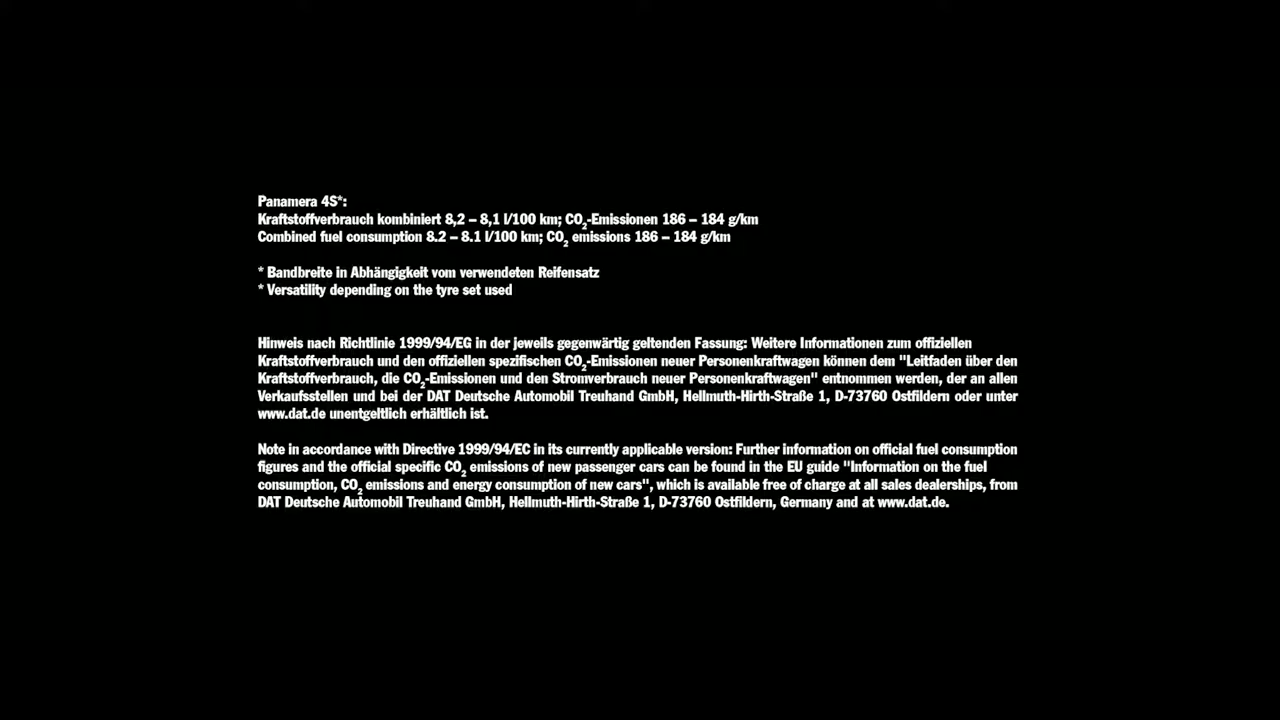 Panamera 4S*:
Kraftstoffverbrauch kombiniert 8,2 – 8,1 l/100 km; CO₂-Emissionen 186 – 184 g/km
Combined fuel consumption 8.2 – 8.1 l/100 km; CO₂ emissions 186 – 184 g/km
* Bandbreite in Abhängigkeit vom verwendeten Reifensatz
* Versatility depending on the tyre set used
Hinweis nach Richtlinie 1999/94/EG in der jeweils gegenwärtig geltenden Fassung: Weitere Informationen zum offiziellen
Kraftstoffverbrauch und den offiziellen spezifischen CO₂-Emissionen neuer Personenkraftwagen können dem "Leitfaden über den
Kraftstoffverbrauch, die CO₂-Emissionen und den Stromverbrauch neuer Personenkraftwagen" entnommen werden, der an allen
Verkaufsstellen und bei der DAT Deutsche Automobil Treuhand GmbH, Hellmuth-Hirth-Straße 1, D-73760 Ostfildern oder unter
www.dat.de unentgeltlich erhältlich ist.
Note in accordance with Directive 1999/94/EC in its currently applicable version: Further information on official fuel consumption
figures and the official specific CO₂ emissions of new passenger cars can be found in the EU guide "Information on the fuel
consumption, CO₂ emissions and energy consumption of new cars", which is available free of charge at all sales dealerships, from
DAT Deutsche Automobil Treuhand GmbH, Hellmuth-Hirth-Straße 1, D-73760 Ostfildern, Germany and at www.dat.de.